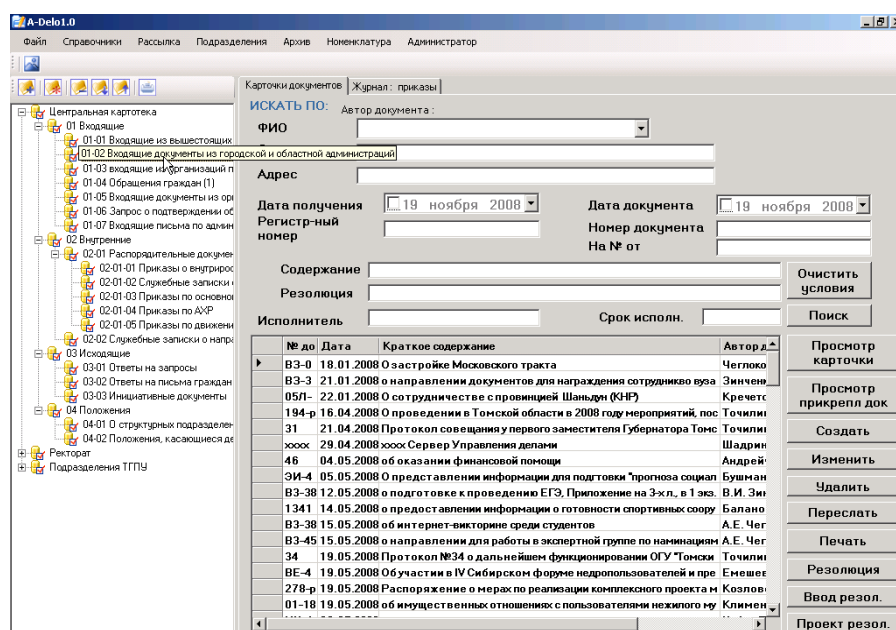 A-Delo1.0
Файл Справочники Рассылка Подразделения Архив Номенклатура Администратор
Карточки документов Журнал: приказы
Центральная картотека
01 Входящие
01-01 Входящие из вышестоящих
01-02 Входящие документы из городской и областной администраций
01-03 входящие из организаций п
01-04 Обращения граждан (1)
01-05 Входящие документы из орг
01-06 Запрос о подтверждении об
01-07 Входящие письма по админ
02 Внутренние
02-01 Распорядительные докумен
02-01-01 Приказы о внутрирос
02-01-02 Служебные записки
02-01-03 Приказы по основно
02-01-04 Приказы по АХР
02-01-05 Приказы по движени
02-02 Служебные записки о напра
03 Исходящие
03-01 Ответы на запросы
03-02 Ответы на письма граждан
03-03 Инициативные документы
04 Положения
04-01 О структурных подразделен
04-02 Положения, касающиеся де
Ректорат
Подразделения ТГПУ
ИСКАТЬ ПО: Автор документа :
ФИО
Адрес
Дата получения 19 ноября 2008 Дата документа 19 ноября 2008
Регистр-ный номер Номер документа
На № от
Содержание
Резолюция
Исполнитель Срок исполн.
Очистить условия
Поиск
Просмотр карточки
Просмотр прикрепл док
Создать
Изменить
Удалить
Переслать
Печать
Резолюция
Ввод резол.
Проект резол.
№ до Дата Краткое содержание Автор д
ВЗ-0 18.01.2008 О застройке Московского тракта Чеглоко
ВЗ-3 21.01.2008 о направлении документов для награждения сотрудникво вуза Зинчен
05/1- 22.01.2008 О сотрудничестве с провинцией Шаньдун (КНР) Кречето
194-р 16.04.2008 О проведении в Томской области в 2008 году мероприятий, пос Точили
31 21.04.2008 Протокол совещания у первого заместителя Губернатора Томс Точили
xxxx 29.04.2008 xxxx Сервер Управления делами Шадрин
46 04.05.2008 об оказании финансовой помощи Андрей
ЭИ-4 05.05.2008 О представлении информации для подгтовки "прогноза социал Бушман
ВЗ-38 12.05.2008 о подготовке к проведению ЕГЭ, Приложение на 3-х л., в 1 экз. В.И. Зин
1341 14.05.2008 о предоставлении информации о готовности спортивных соору Балано
ВЗ-38 15.05.2008 об интернет-викторине среди студентов А.Е. Чег
ВЗ-45 15.05.2008 о направлении для работы в экспертной группе по наминациям А.Е. Чег
34 19.05.2008 Протокол №34 о дальнейшем функционировании ОГУ "Томски Точили
ВЕ-4 19.05.2008 Об участии в IV Сибирском форуме недропользователей и пре Емешев
278-р 19.05.2008 Распоряжение о мерах по реализации комплексного проекта м Козлов
01-18 19.05.2008 об имущественных отношениях с пользователями нежилого му Климен